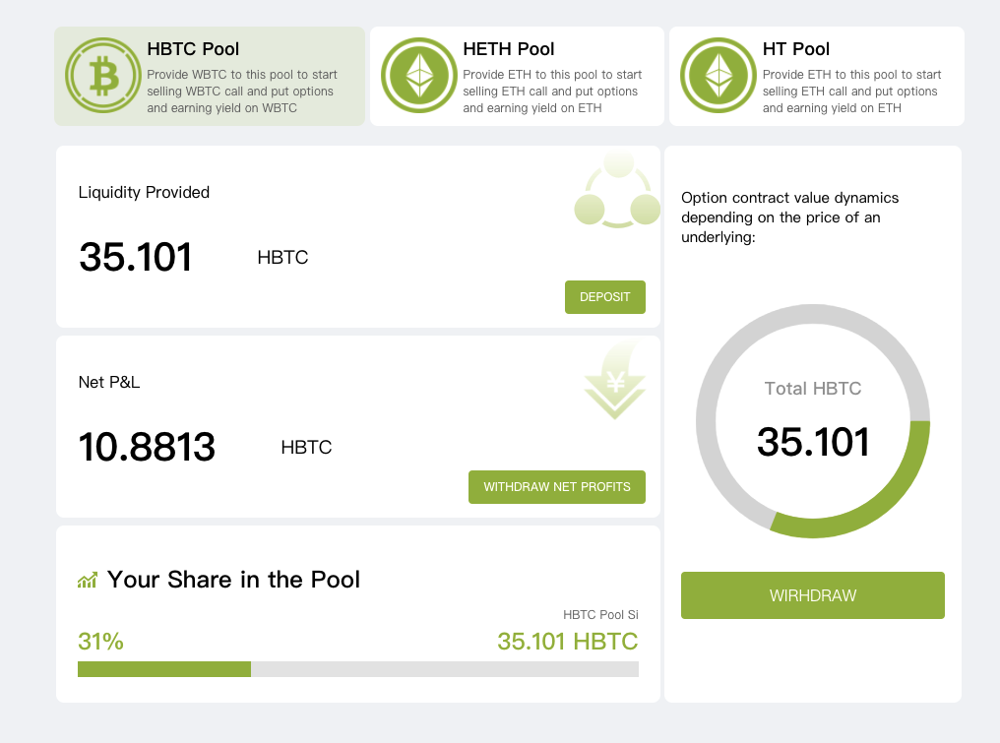 HBTC Pool
Provide WBTC to this pool to start
selling WBTC call and put options
and earning yield on WBTC
HETH Pool
Provide ETH to this pool to start
selling ETH call and put options
and earning yield on ETH
HT Pool
Provide ETH to this pool to start
selling ETH call and put options
and earning yield on ETH
Liquidity Provided
35.101 HBTC
DEPOSIT
Net P&L
¥
10.8813 HBTC
WITHDRAW NET PROFITS
Your Share in the Pool
HBTC Pool Si
31% 35.101 HBTC
Option contract value dynamics
depending on the price of an
underlying:
Total HBTC
35.101
WIRHDRAW